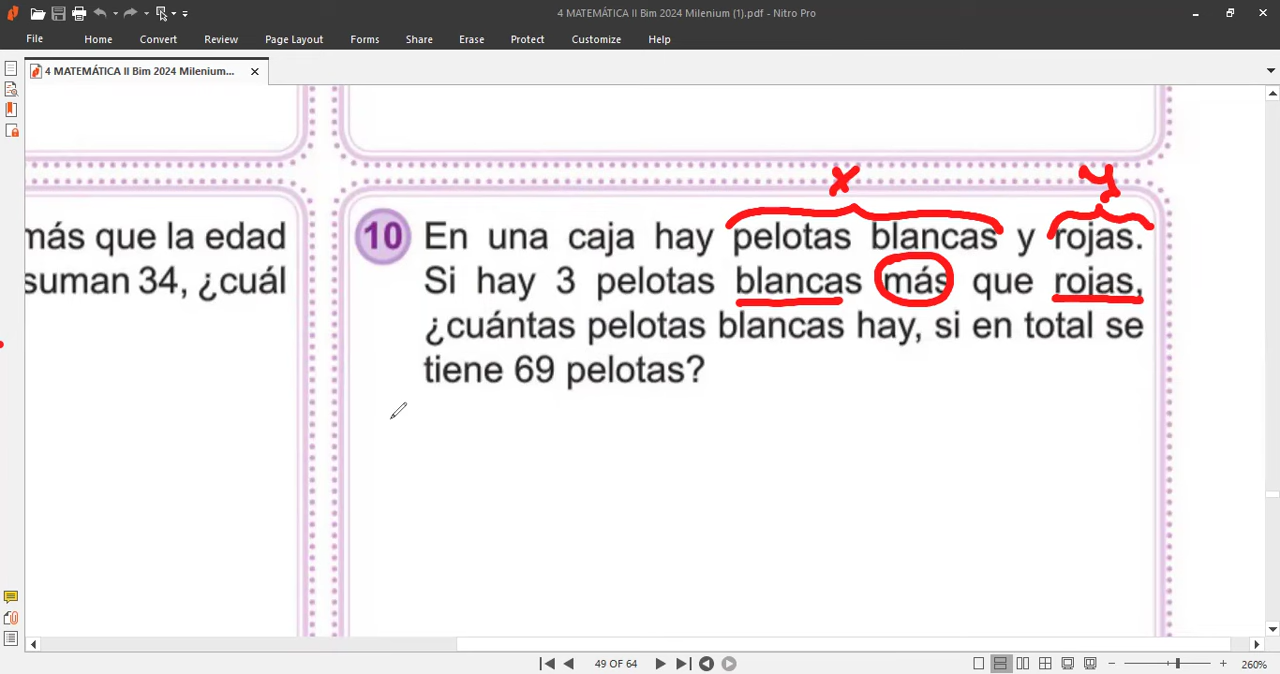 4 MATEMÁTICA II Bim 2024 Milenium (1).pdf - Nitro Pro
File Home Convert Review Page Layout Forms Share Erase Protect Customize Help
4 MATEMÁTICA II Bim 2024 Milenium...
más que la edad
suman 34, ¿cuál
x y
10 En una caja hay pelotas blancas y rojas.
Si hay 3 pelotas blancas más que rojas,
¿cuántas pelotas blancas hay, si en total se
tiene 69 pelotas?
49 OF 64
260%